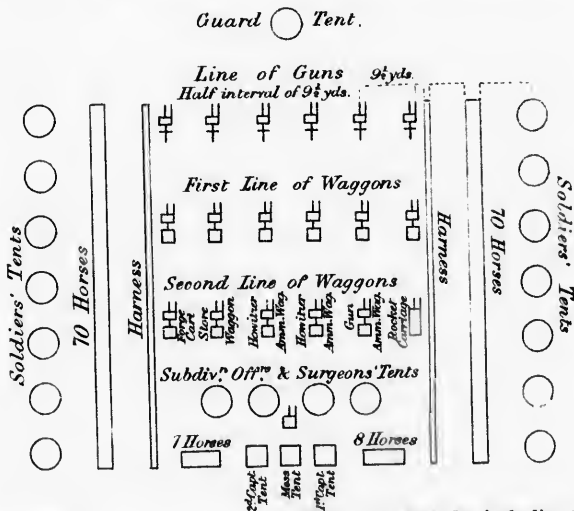 Guard Tent.
Line of Guns 9½ yds.
Half interval of 9½ yds.
Soldiers' Tents
70 Horses
Harness
First Line of Waggons
Harness
70 Horses
Soldiers' Tents
Second Line of Waggons
Forge Cart
Store Waggon
Howitzer Amm. Wag.
Howitzer Amm. Wag.
Gun Amm. Wag.
Rocket Carriage
Subdivn. Offrs. & Surgeons' Tents
7 Horses
8 Horses
2d Capt. Tent
Mess Tent
1st Capt. Tent